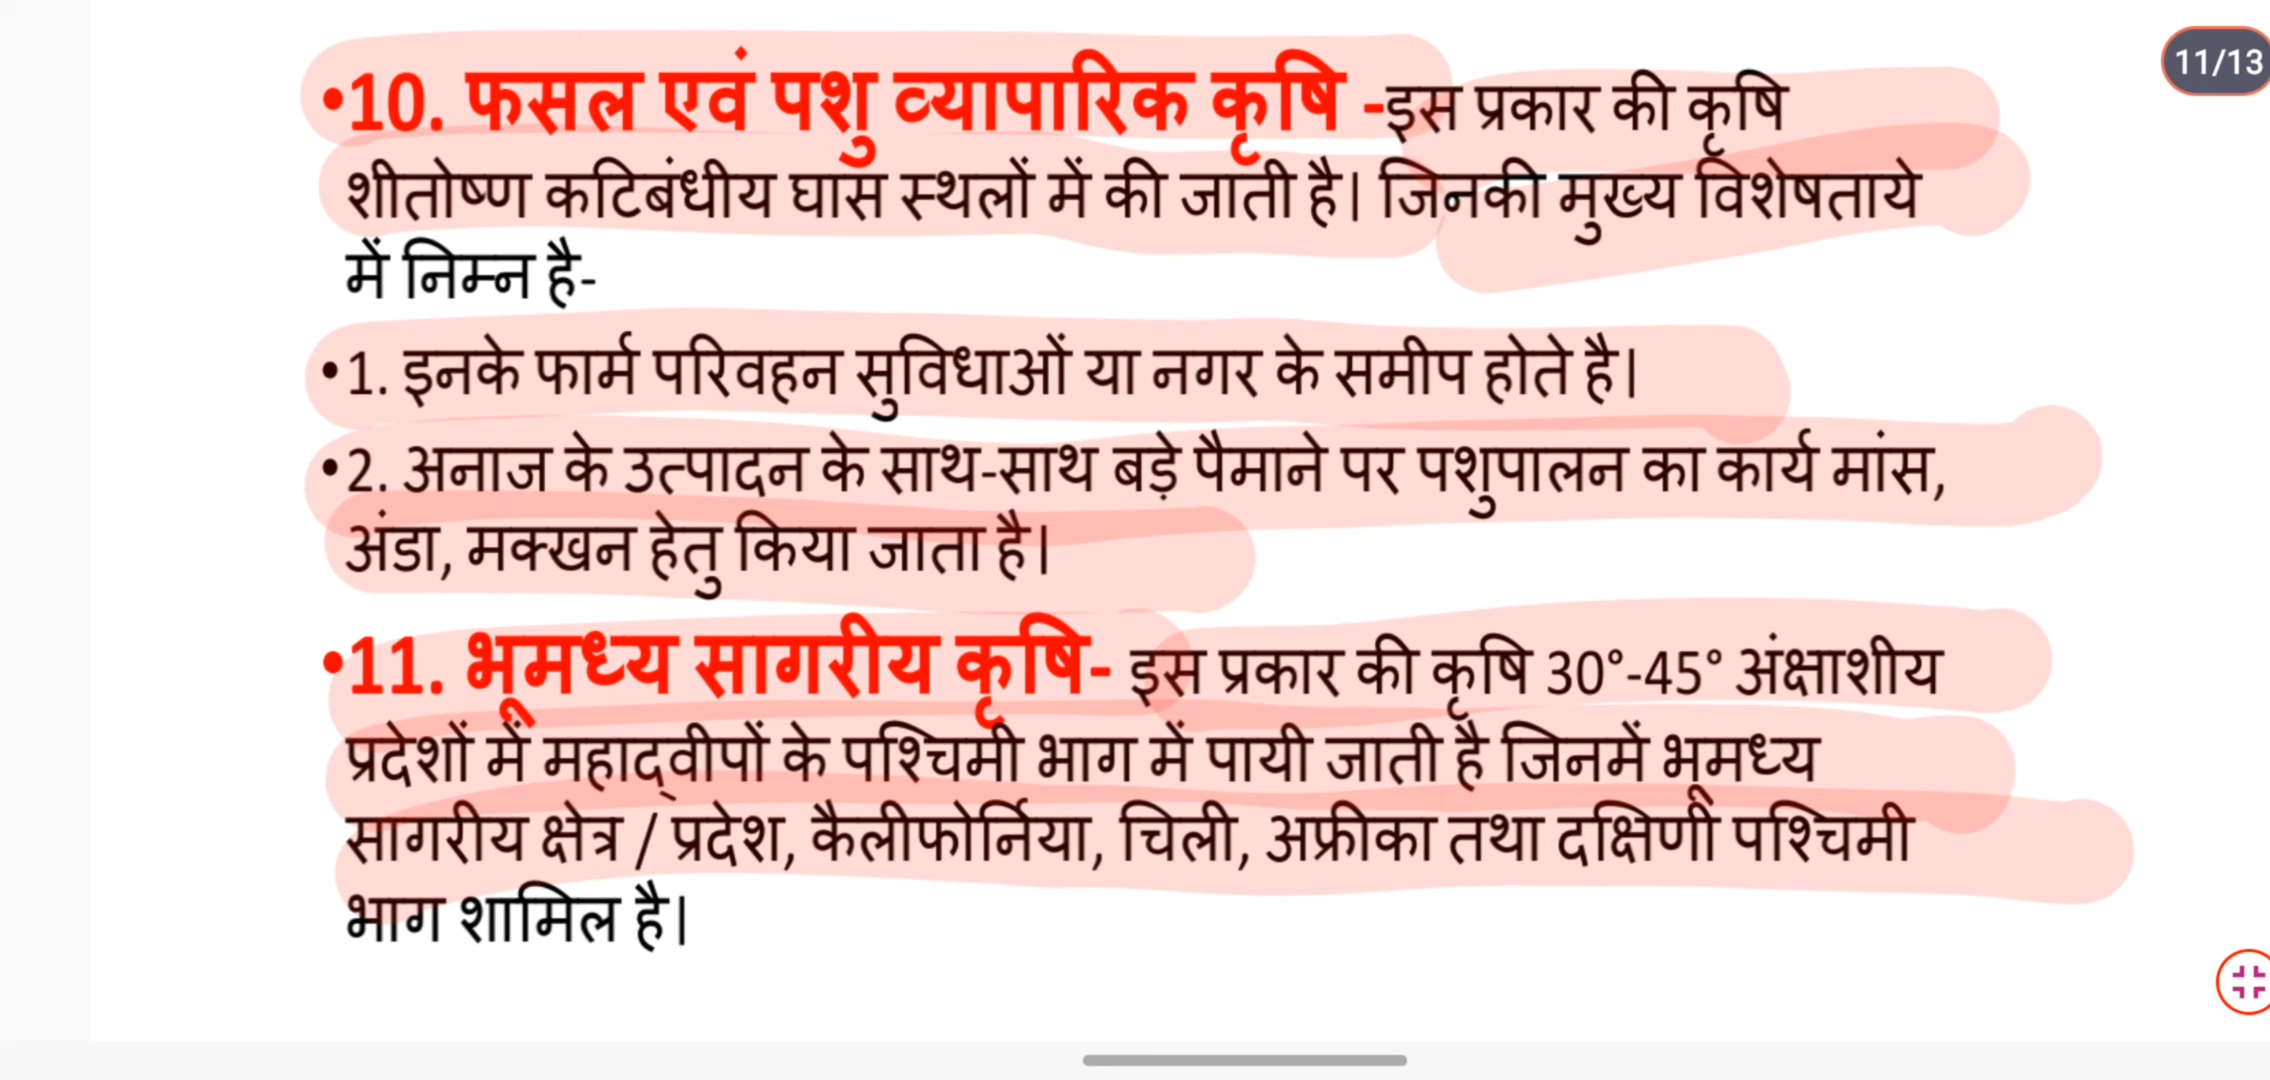 11/13
•10. फसल एवं पशु व्यापारिक कृषि -इस प्रकार की कृषि
शीतोष्ण कटिबंधीय घास स्थलों में की जाती है। जिनकी मुख्य विशेषताये
में निम्न है-
•1. इनके फार्म परिवहन सुविधाओं या नगर के समीप होते है।
•2. अनाज के उत्पादन के साथ-साथ बड़े पैमाने पर पशुपालन का कार्य मांस,
अंडा, मक्खन हेतु किया जाता है।
•11. भूमध्य सागरीय कृषि- इस प्रकार की कृषि 30°-45° अंक्षाशीय
प्रदेशों में महाद्वीपों के पश्चिमी भाग में पायी जाती है जिनमें भूमध्य
सागरीय क्षेत्र / प्रदेश, कैलीफोर्निया, चिली, अफ्रीका तथा दक्षिणी पश्चिमी
भाग शामिल है।